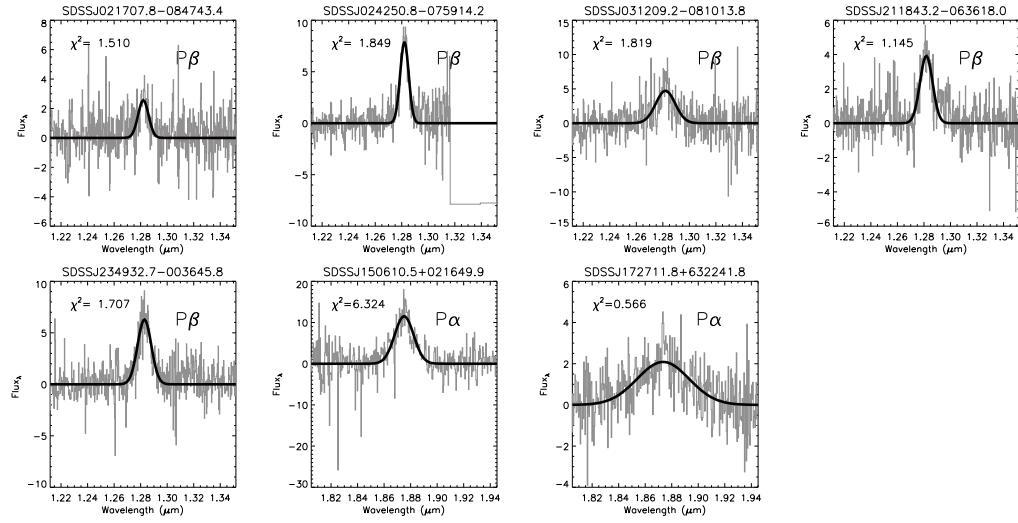 SDSSJ021707.8−084743.4
χ²= 1.510
Pβ
8
6
4
2
0
−2
−4
−6
Flux_λ
1.22 1.24 1.26 1.28 1.30 1.32 1.34
Wavelength (μm)
SDSSJ024250.8−075914.2
χ²= 1.849
Pβ
10
5
0
−5
−10
Flux_λ
1.22 1.24 1.26 1.28 1.30 1.32 1.34
Wavelength (μm)
SDSSJ031209.2−081013.8
χ²= 1.819
Pβ
15
10
5
0
−5
−10
−15
Flux_λ
1.22 1.24 1.26 1.28 1.30 1.32 1.34
Wavelength (μm)
SDSSJ211843.2−063618.0
χ²= 1.145
Pβ
6
4
2
0
−2
−4
−6
Flux_λ
1.22 1.24 1.26 1.28 1.30 1.32 1.34
Wavelength (μm)
SDSSJ234932.7−003645.8
χ²= 1.707
Pβ
10
5
0
−5
−10
Flux_λ
1.22 1.24 1.26 1.28 1.30 1.32 1.34
Wavelength (μm)
SDSSJ150610.5+021649.9
χ²=6.324
Pα
20
10
0
−10
−20
−30
Flux_λ
1.82 1.84 1.86 1.88 1.90 1.92 1.94
Wavelength (μm)
SDSSJ172711.8+632241.8
χ²=0.566
Pα
6
4
2
0
−2
−4
Flux_λ
1.82 1.84 1.86 1.88 1.90 1.92 1.94
Wavelength (μm)